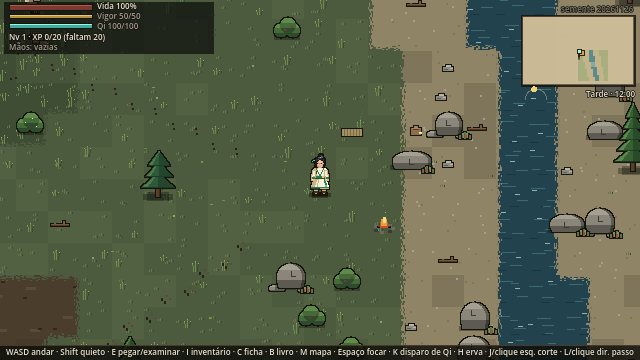 Vida 100%
Vigor 50/50
Qi 100/100
Nv 1 · XP 0/20 (faltam 20)
Mãos: vazias
semente 20261126
Tarde · 12:00
WASD andar · Shift quieto · E pegar/examinar · I inventário · C ficha · B livro · M mapa · Espaço focar · K disparo de Qi · H erva · J/clique esq. corte · L/clique dir. passo